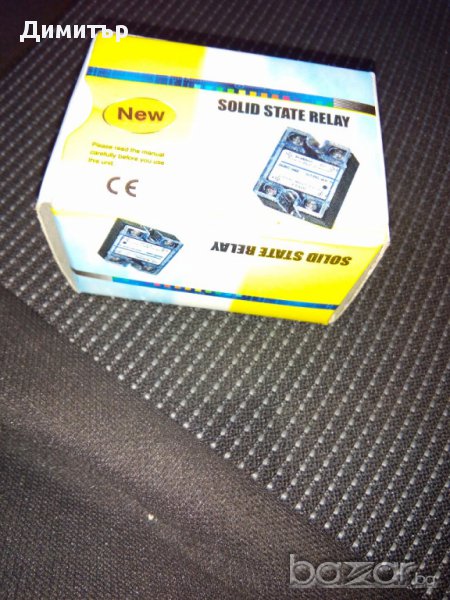 Димитър
New
SOLID STATE RELAY
Please read the manual
carefully before you use
this unit
CE
SOLID STATE RELAY
bazar.bg